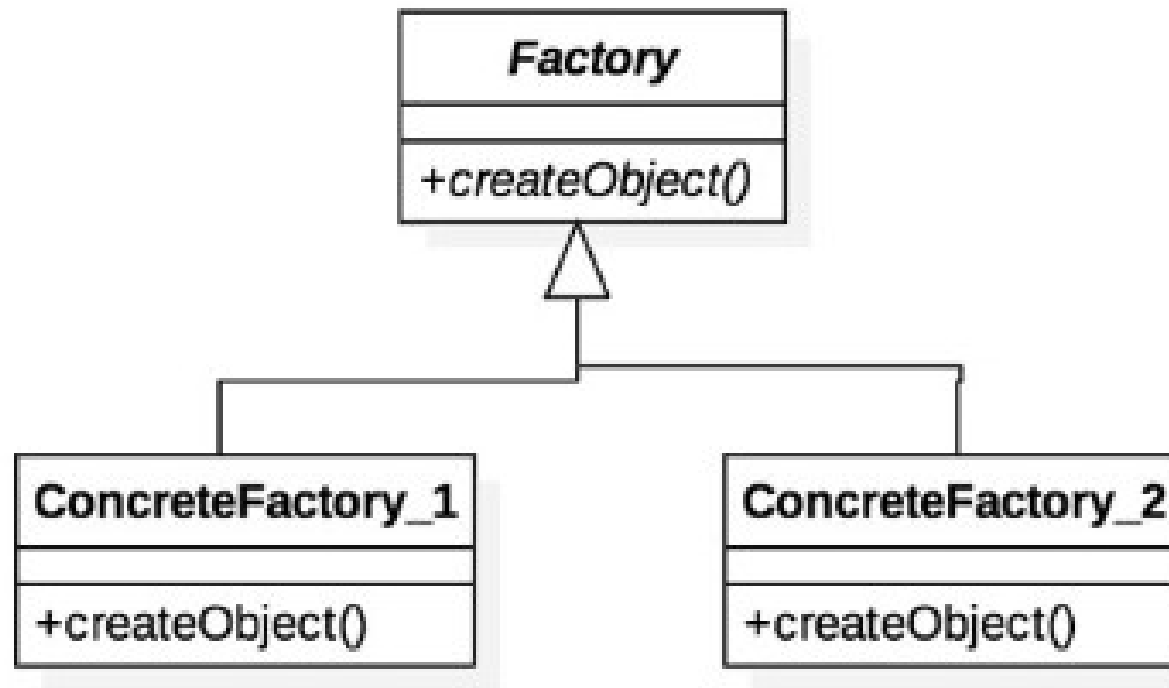 Factory
+createObject()
ConcreteFactory_1
+createObject()
ConcreteFactory_2
+createObject()